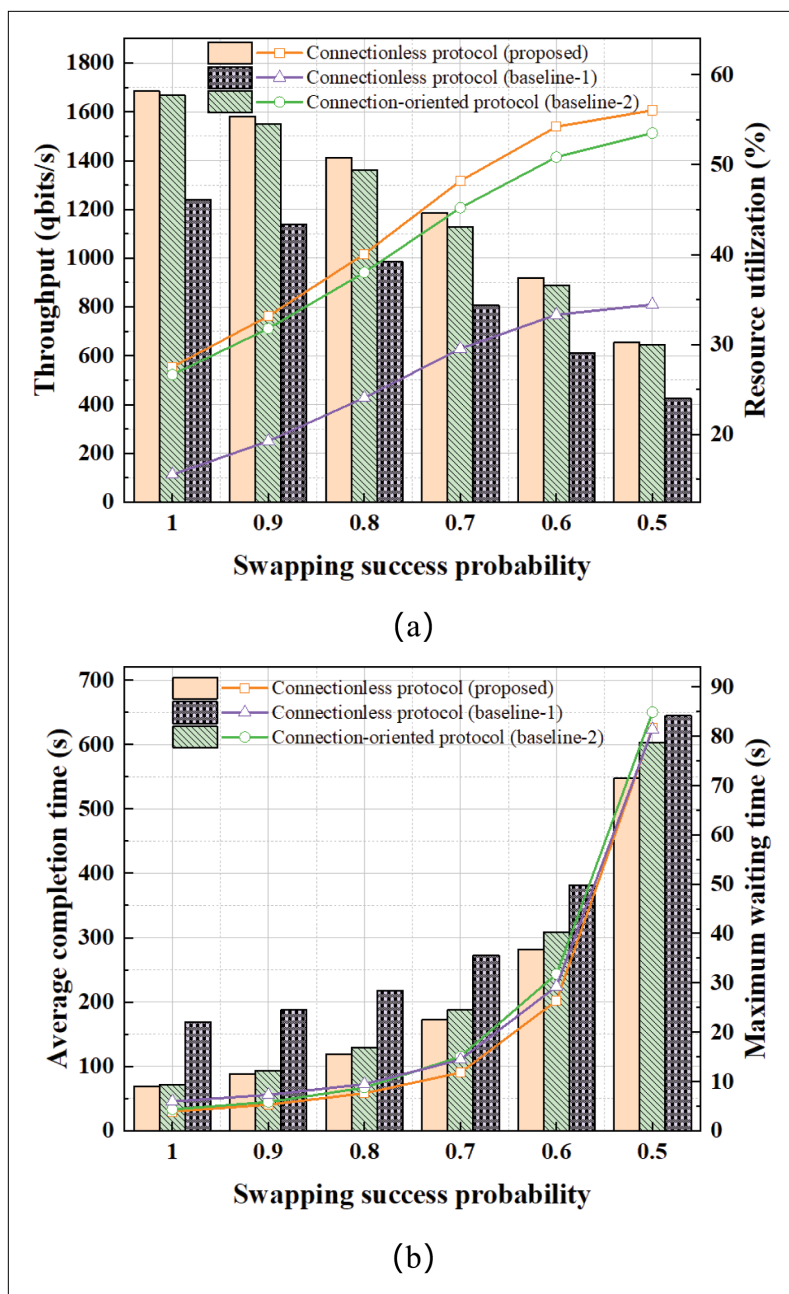 Connectionless protocol (proposed)
Connectionless protocol (baseline-1)
Connection-oriented protocol (baseline-2)
Throughput (qbits/s)
1800
1600
1400
1200
1000
800
600
400
200
0
Resource utilization (%)
60
50
40
30
20
1 0.9 0.8 0.7 0.6 0.5
Swapping success probability
(a)
Connectionless protocol (proposed)
Connectionless protocol (baseline-1)
Connection-oriented protocol (baseline-2)
Average completion time (s)
700
600
500
400
300
200
100
0
Maximum waiting time (s)
90
80
70
60
50
40
30
20
10
0
1 0.9 0.8 0.7 0.6 0.5
Swapping success probability
(b)